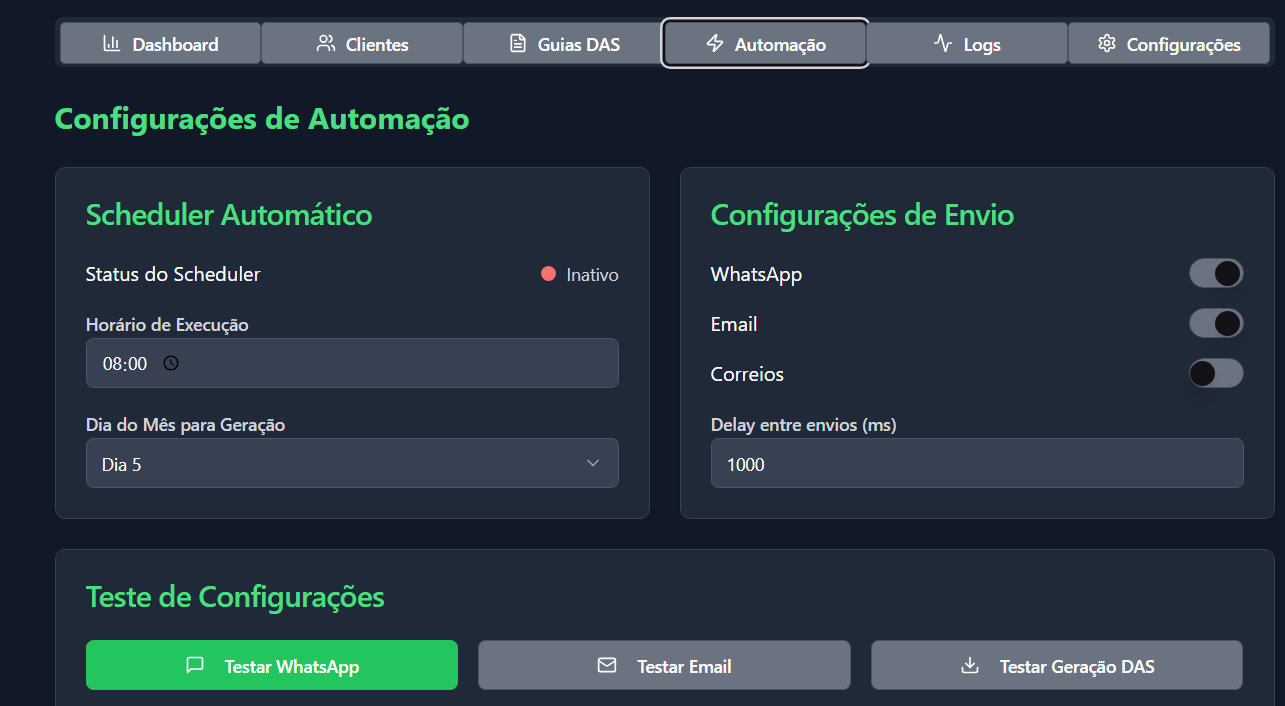 Dashboard Clientes Guias DAS Automação Logs Configurações
Configurações de Automação
Scheduler Automático
Status do Scheduler Inativo
Horário de Execução
08:00
Dia do Mês para Geração
Dia 5
Configurações de Envio
WhatsApp
Email
Correios
Delay entre envios (ms)
1000
Teste de Configurações
Testar WhatsApp Testar Email Testar Geração DAS